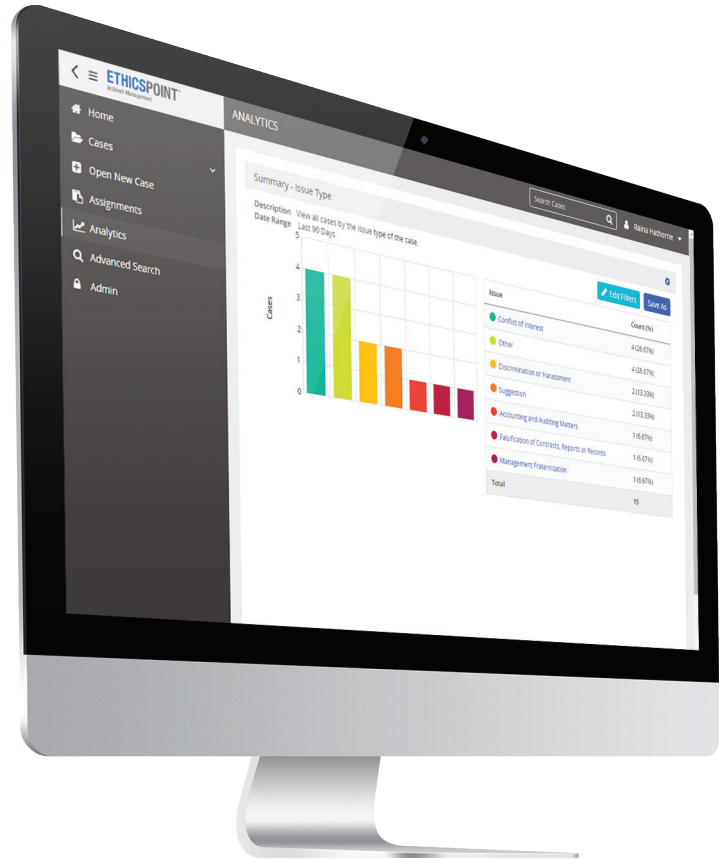 ETHICSPOINT
Incident Management
Home
Cases
Open New Case
Assignments
Analytics
Advanced Search
Admin
ANALYTICS
Search Cases
Raina Hathorne
Summary - Issue Type
Description View all cases by the issue type of the case.
Date Range Last 90 Days
Edit Filters
Save As
Cases
5
4
3
2
1
0
Issue Count (%)
Conflict of Interest 4 (26.67%)
Other 4 (26.67%)
Discrimination or Harassment 2 (13.33%)
Suggestion 2 (13.33%)
Accounting and Auditing Matters 1 (6.67%)
Falsification of Contracts, Reports or Records 1 (6.67%)
Management Fraternization 1 (6.67%)
Total 15